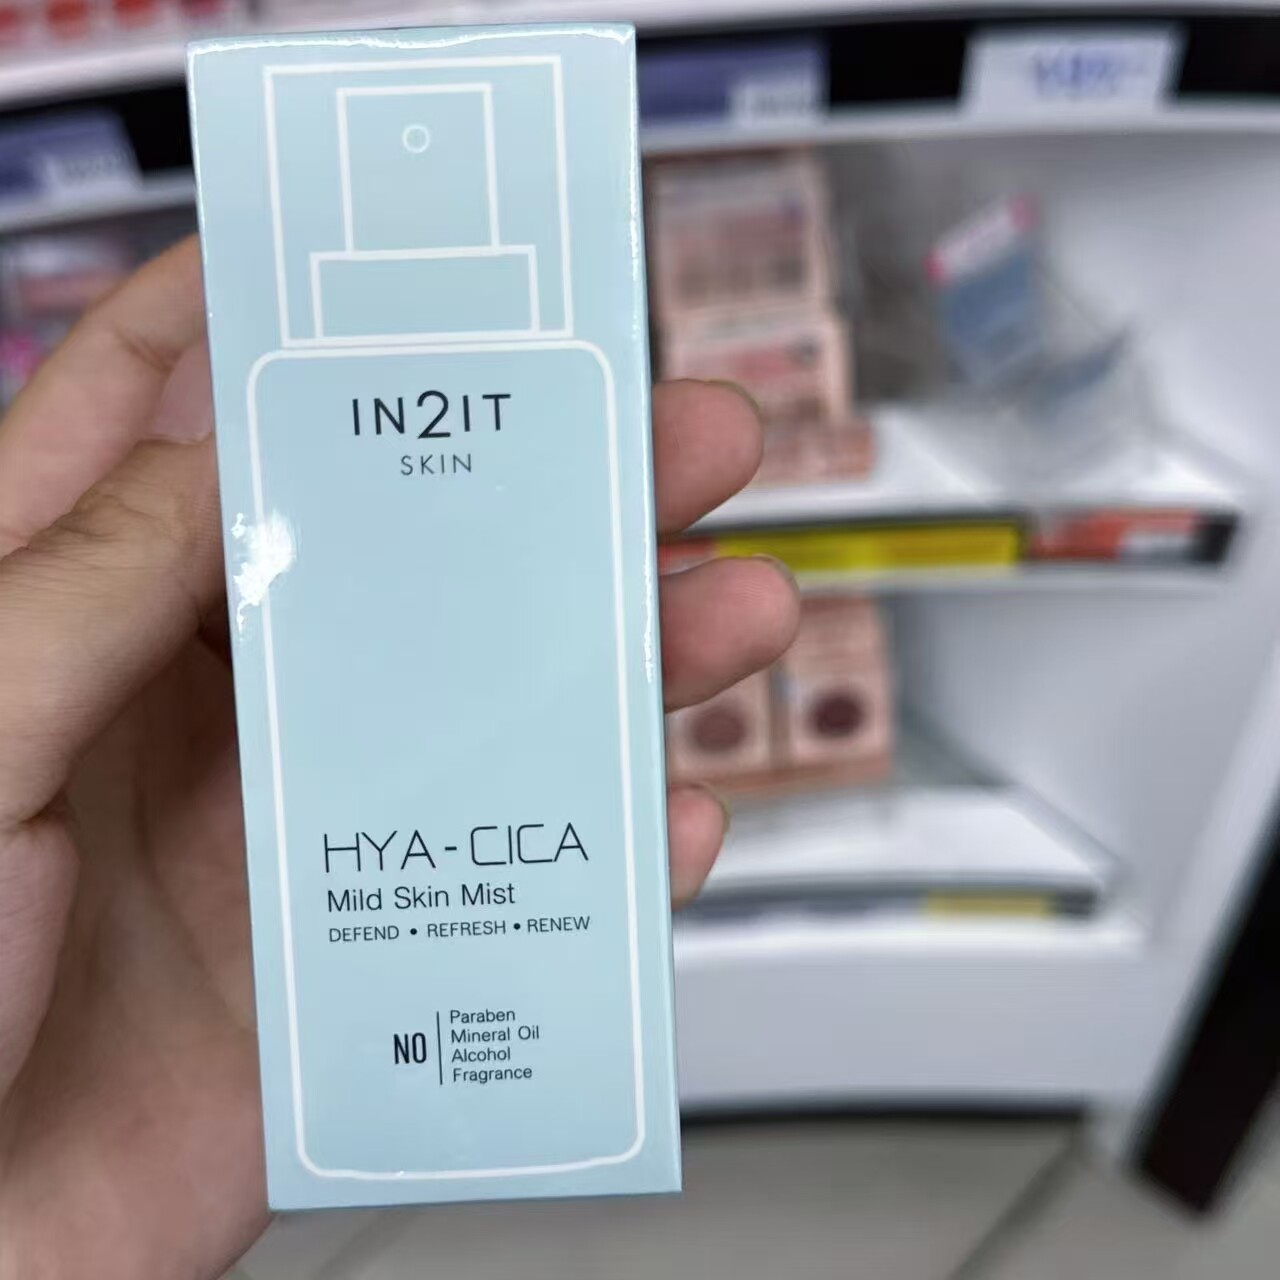 IN2IT
SKIN
HYA-CICA
Mild Skin Mist
DEFEND • REFRESH • RENEW
NO
Paraben
Mineral Oil
Alcohol
Fragrance